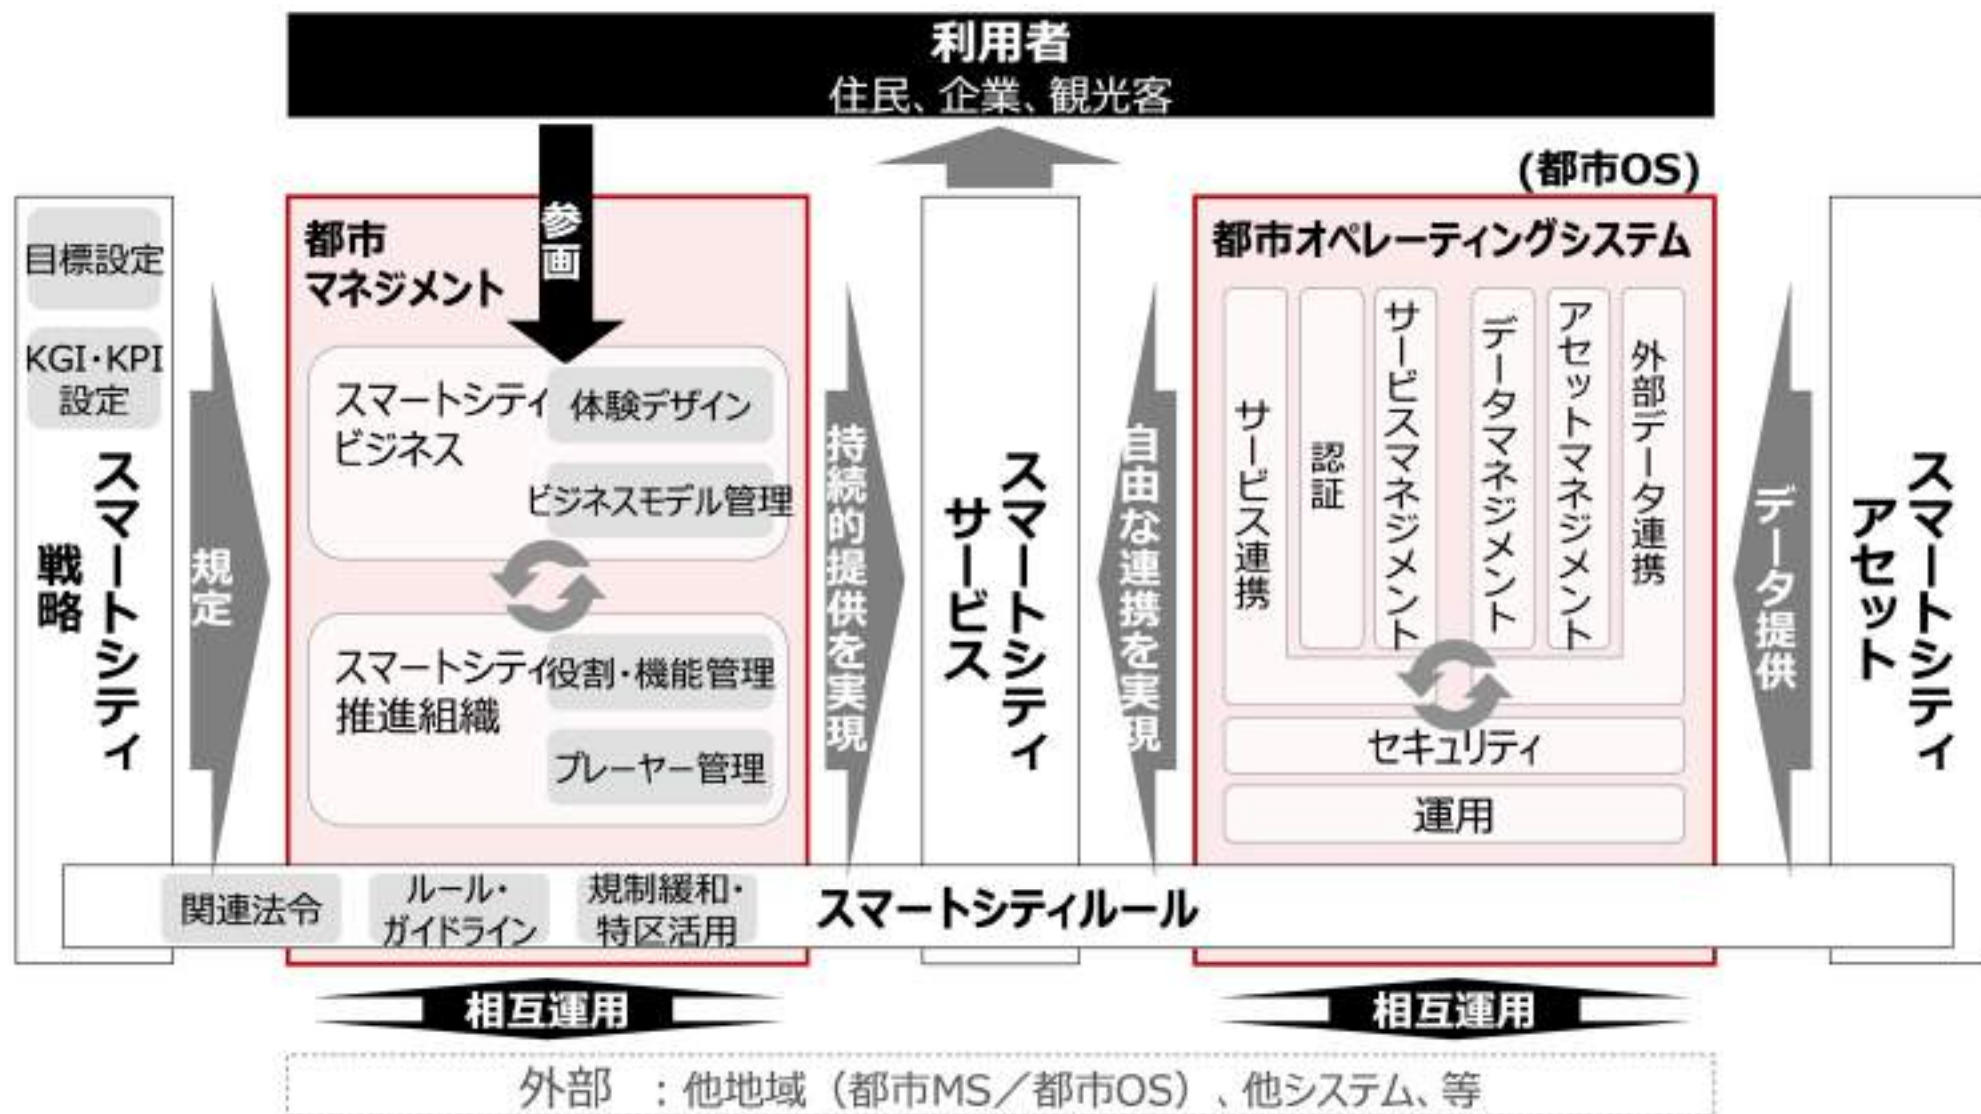 利用者
住民、企業、観光客
(都市OS)
目標設定
KGI・KPI
設定
スマートシティ
戦略
規定
都市
マネジメント
参画
スマートシティ
ビジネス
体験デザイン
ビジネスモデル管理
スマートシティ
推進組織
役割・機能管理
プレーヤー管理
持続的提供を実現
スマートシティ
サービス
自由な連携を実現
都市オペレーティングシステム
サービス連携
認証
サービスマネジメント
データマネジメント
アセットマネジメント
外部データ連携
セキュリティ
運用
データ提供
スマートシティ
アセット
関連法令
ルール・
ガイドライン
規制緩和・
特区活用
スマートシティルール
相互運用
相互運用
外部 :他地域(都市MS/都市OS)、他システム、等